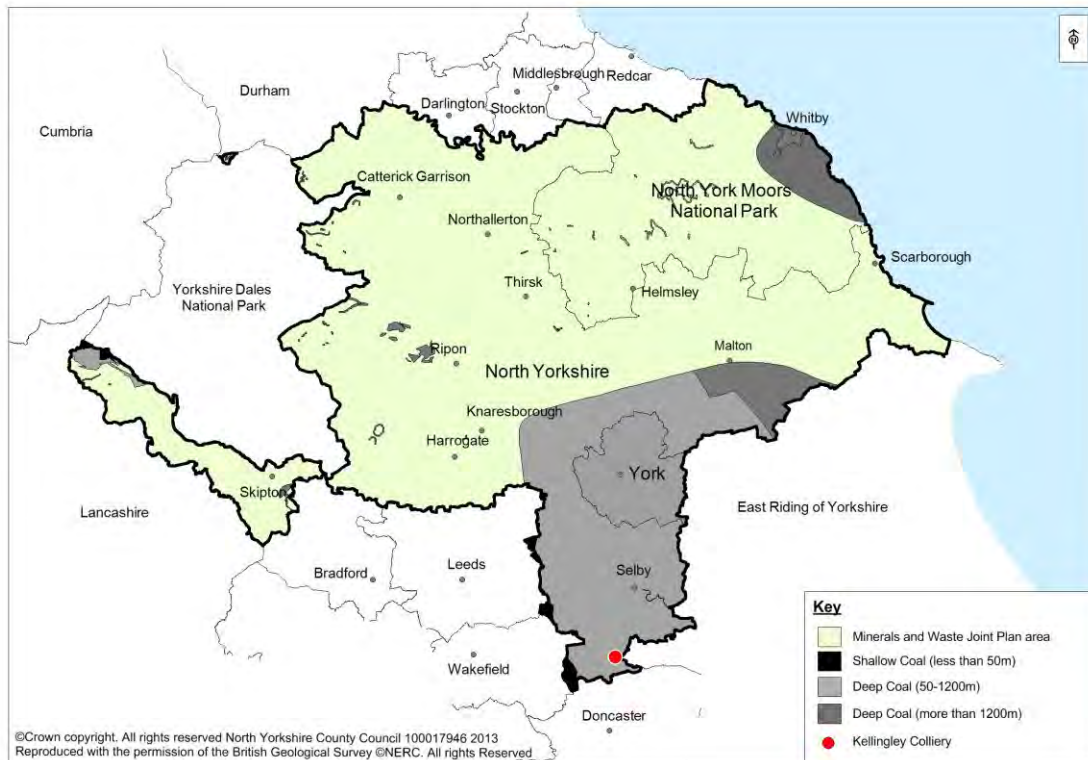 N
Durham
Middlesbrough
Redcar
Darlington
Stockton
Cumbria
Whitby
Catterick Garrison
North York Moors
National Park
Northallerton
Scarborough
Yorkshire Dales
National Park
Thirsk
Helmsley
Ripon
Malton
North Yorkshire
Knaresborough
Harrogate
York
Skipton
Lancashire
East Riding of Yorkshire
Bradford
Leeds
Selby
Wakefield
Doncaster
Key
Minerals and Waste Joint Plan area
Shallow Coal (less than 50m)
Deep Coal (50-1200m)
Deep Coal (more than 1200m)
Kellingley Colliery
©Crown copyright. All rights reserved North Yorkshire County Council 100017946 2013
Reproduced with the permission of the British Geological Survey ©NERC. All rights Reserved